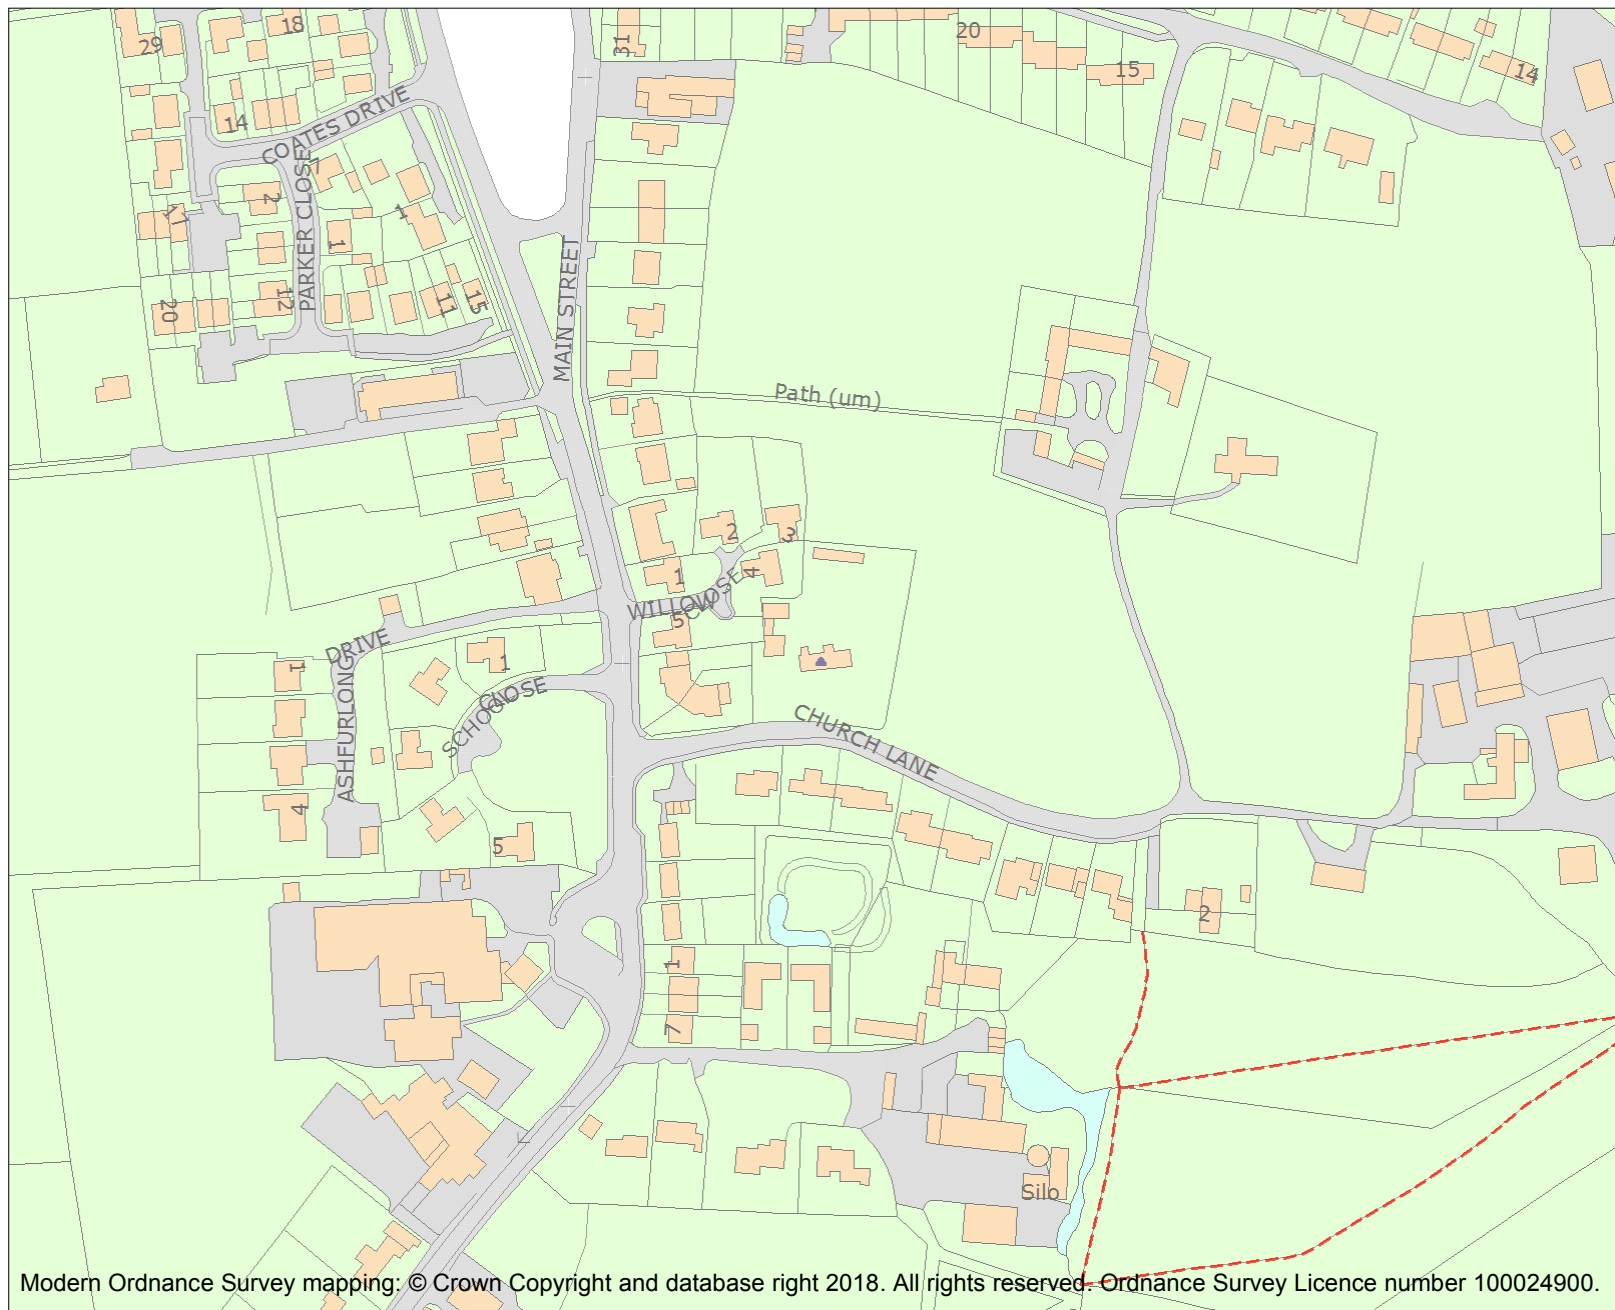 29
18
31
20
15
14
14
COATES DRIVE
7
2
17
1
1
PARKER CLOSE
20
12
11
15
MAIN STREET
Path (um)
2
3
1
4
WILLOW CLOSE
5
DRIVE
ASHFURLONG
1
1
SCHOOL CLOSE
CHURCH LANE
4
5
2
1
7
Silo
Modern Ordnance Survey mapping: © Crown Copyright and database right 2018. All rights reserved. Ordnance Survey Licence number 100024900.